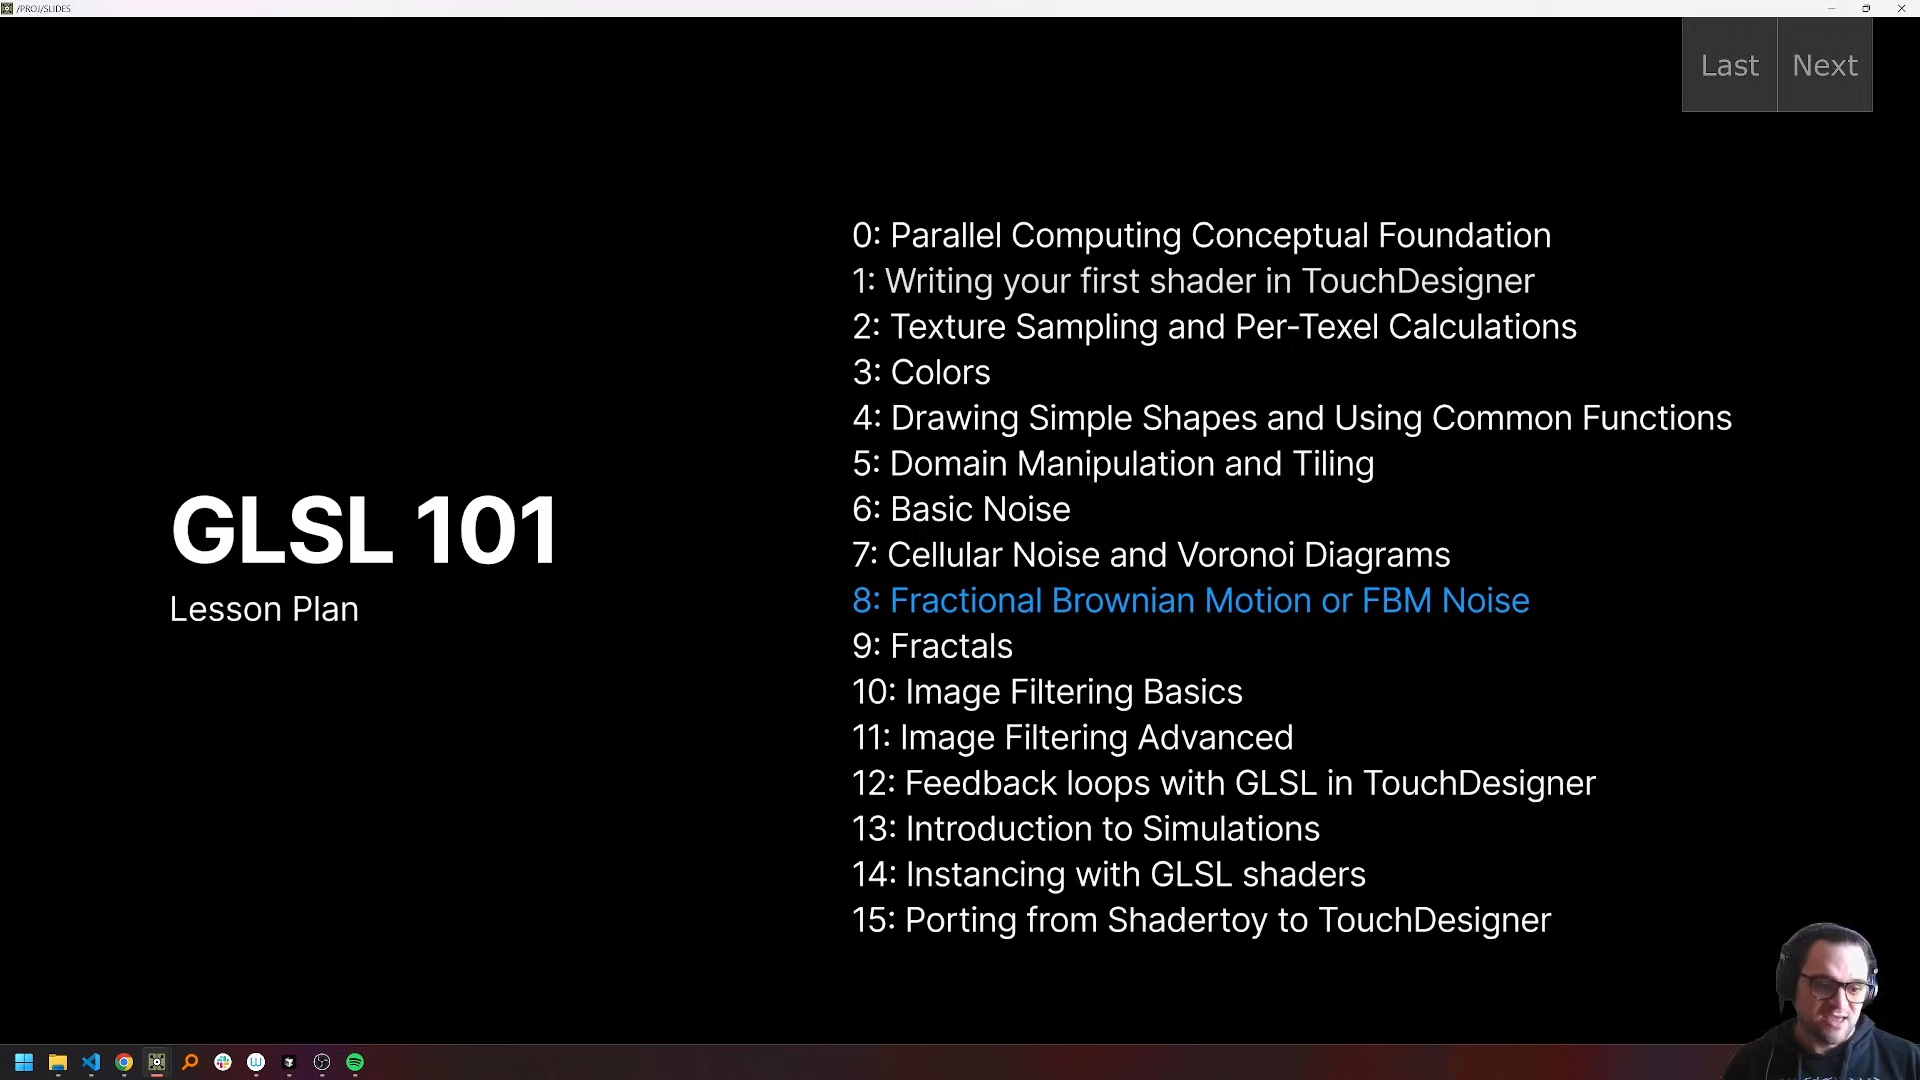 /PROJ/SLIDES
Last
Next
0: Parallel Computing Conceptual Foundation
1: Writing your first shader in TouchDesigner
2: Texture Sampling and Per-Texel Calculations
3: Colors
4: Drawing Simple Shapes and Using Common Functions
5: Domain Manipulation and Tiling
6: Basic Noise
7: Cellular Noise and Voronoi Diagrams
8: Fractional Brownian Motion or FBM Noise
9: Fractals
10: Image Filtering Basics
11: Image Filtering Advanced
12: Feedback loops with GLSL in TouchDesigner
13: Introduction to Simulations
14: Instancing with GLSL shaders
15: Porting from Shadertoy to TouchDesigner
GLSL 101
Lesson Plan